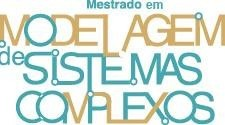 Mestrado em
MODELAGEM
de SISTEMAS
COMPLEXOS